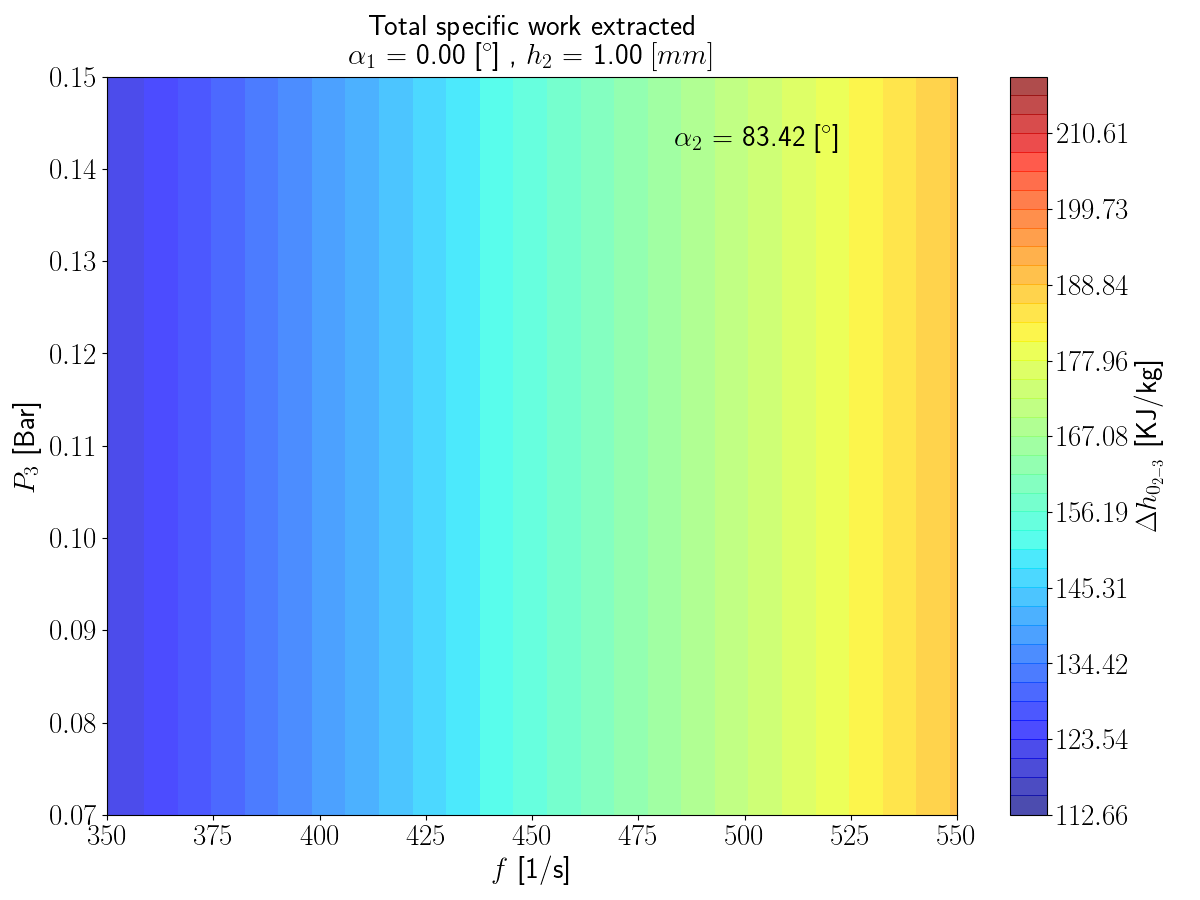 Total specific work extracted
α₁ = 0.00 [°] , h₂ = 1.00 [mm]
α₂ = 83.42 [°]
P₃ [Bar]
0.15
0.14
0.13
0.12
0.11
0.10
0.09
0.08
0.07
350 375 400 425 450 475 500 525 550
f [1/s]
210.61
199.73
188.84
177.96
167.08
156.19
145.31
134.42
123.54
112.66
Δh₀₂₋₃ [KJ/kg]